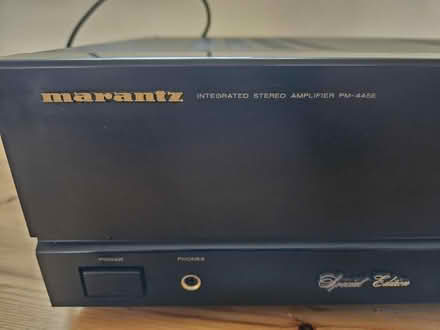 marantz INTEGRATED STEREO AMPLIFIER PM-44SE
POWER PHONES Special Edition